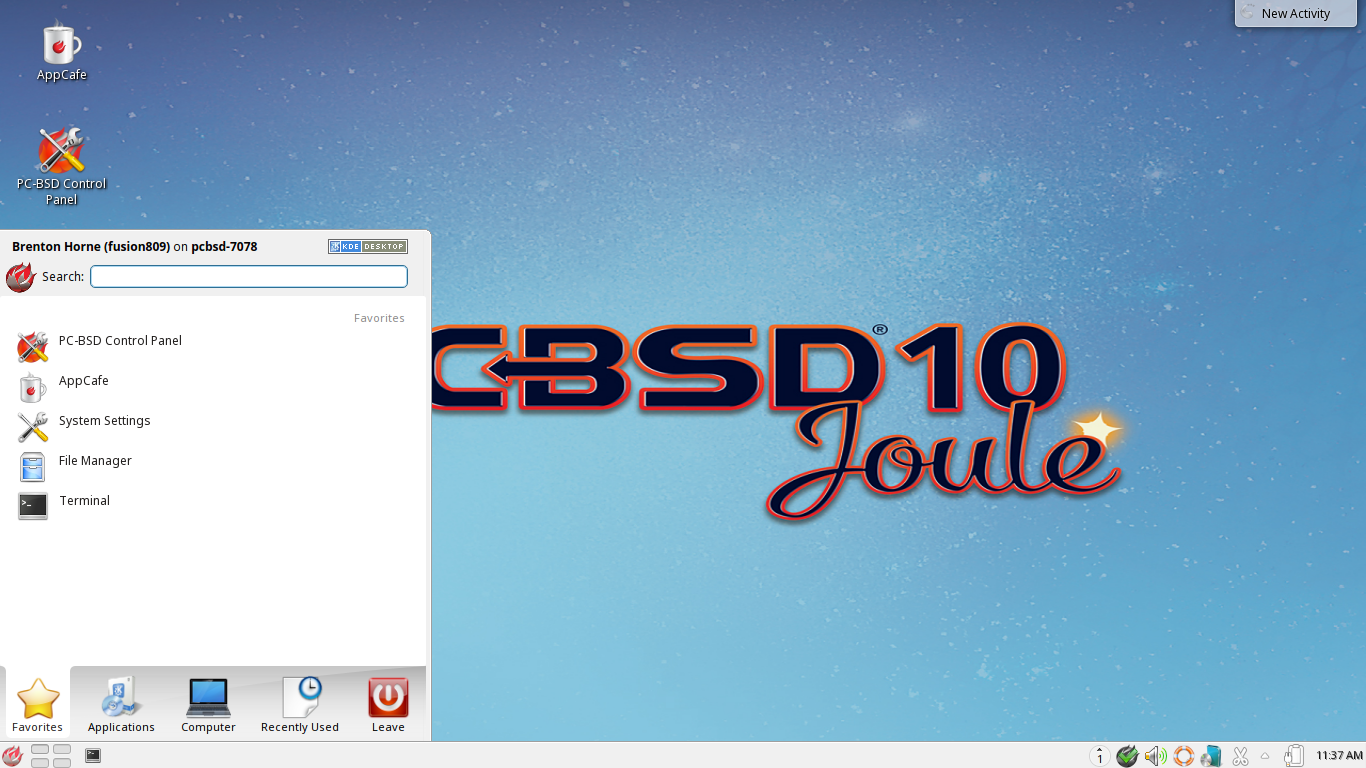 New Activity
AppCafe
PC-BSD Control
Panel
Brenton Horne (fusion809) on pcbsd-7078
KDE DESKTOP
Search:
Favorites
PC-BSD Control Panel
AppCafe
System Settings
File Manager
Terminal
CBSD®10
Joule
Favorites
Applications
Computer
Recently Used
Leave
1
11:37 AM